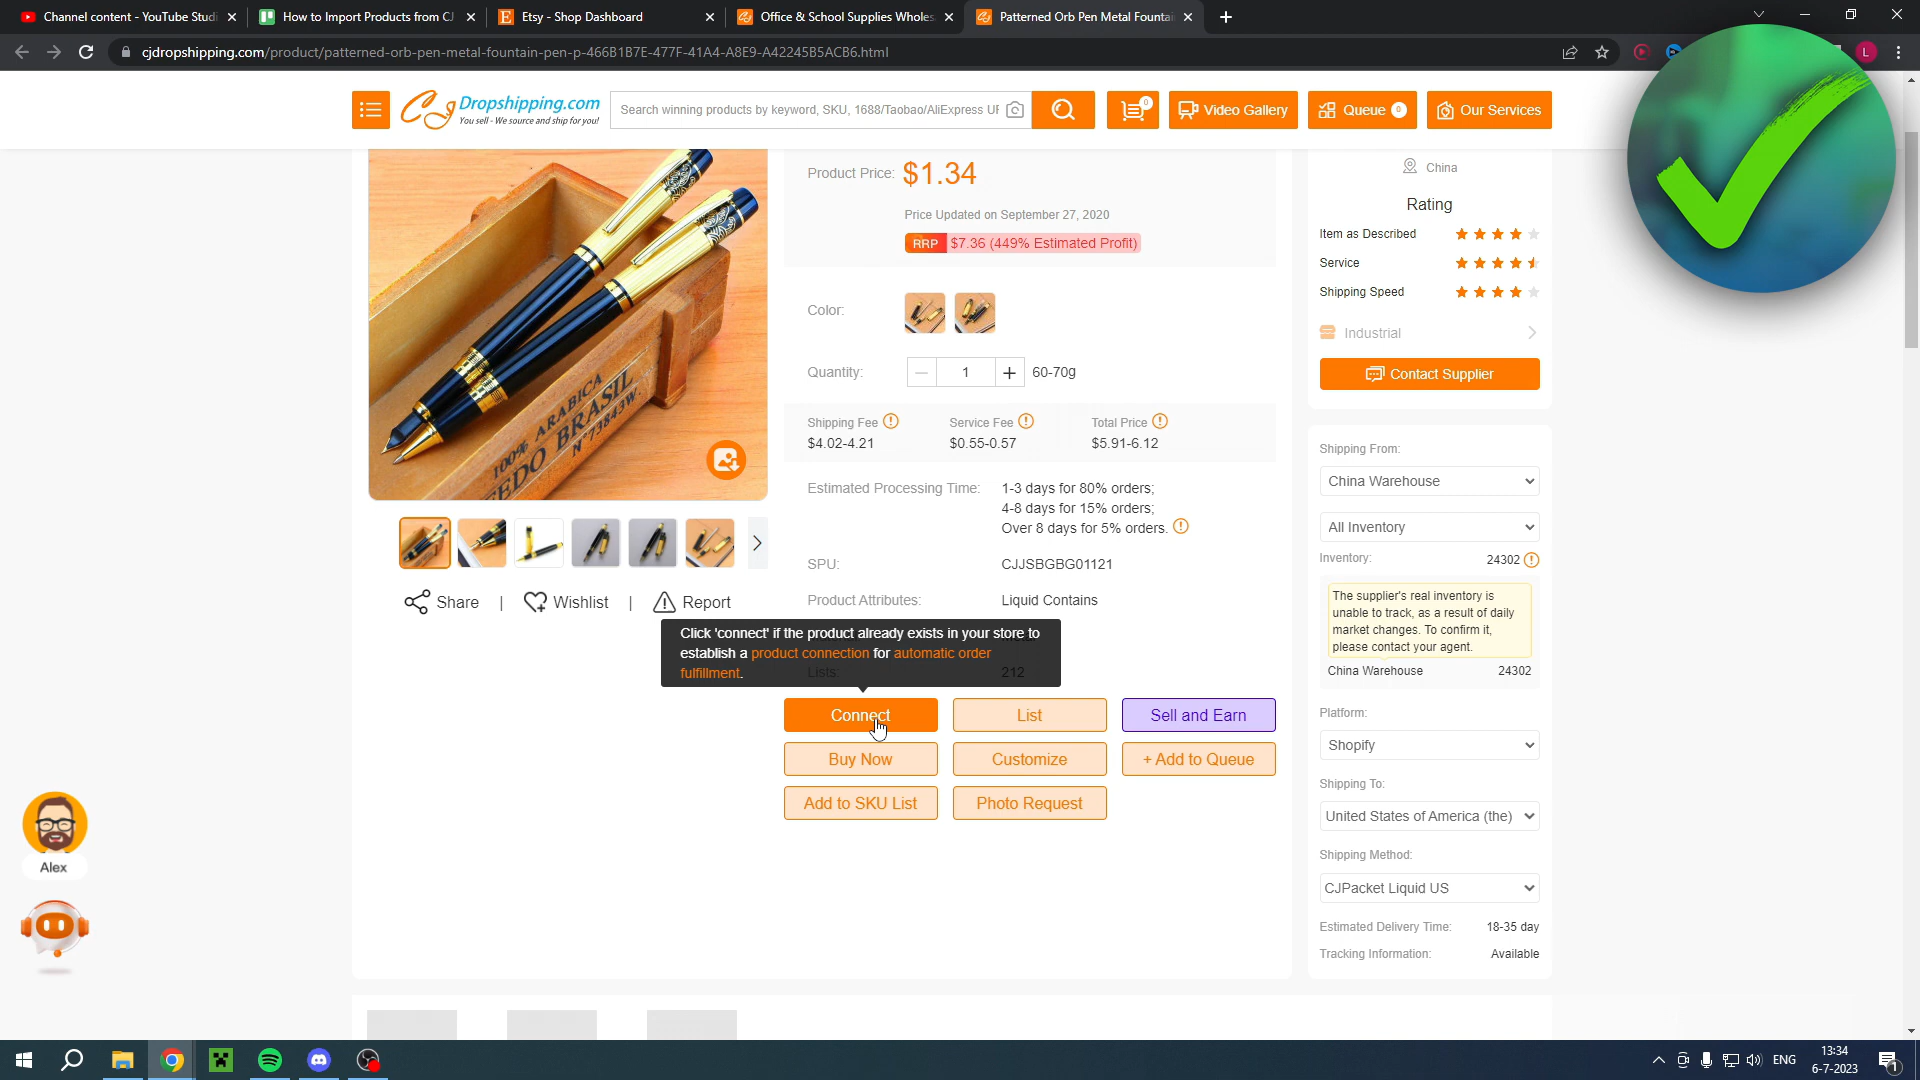 Channel content - YouTube Studi
How to Import Products from CJ
Etsy - Shop Dashboard
Office & School Supplies Wholes
Patterned Orb Pen Metal Founta
cjdropshipping.com/product/patterned-orb-pen-metal-fountain-pen-p-466B1B7E-477F-41A4-A8E9-A42245B5ACB6.html
L
CJ Dropshipping.com
You sell - We source and ship for you!
Search winning products by keyword, SKU, 1688/Taobao/AliExpress UF
0
Video Gallery
Queue 0
Our Services
Product Price: $1.34
Price Updated on September 27, 2020
RRP $7.36 (449% Estimated Profit)
Color:
Quantity: 1 60-70g
Shipping Fee
$4.02-4.21
Service Fee
$0.55-0.57
Total Price
$5.91-6.12
Estimated Processing Time: 1-3 days for 80% orders;
4-8 days for 15% orders;
Over 8 days for 5% orders.
SPU: CJJSBGBG01121
Product Attributes: Liquid Contains
Lists: 212
100% ARABICA
BRASIL
Share | Wishlist | Report
Click 'connect' if the product already exists in your store to
establish a product connection for automatic order
fulfillment.
Connect
List
Sell and Earn
Buy Now
Customize
+ Add to Queue
Add to SKU List
Photo Request
China
Rating
Item as Described
Service
Shipping Speed
Industrial
Contact Supplier
Shipping From:
China Warehouse
All Inventory
Inventory: 24302
The supplier's real inventory is
unable to track, as a result of daily
market changes. To confirm it,
please contact your agent.
China Warehouse 24302
Platform:
Shopify
Shipping To:
United States of America (the)
Shipping Method:
CJPacket Liquid US
Estimated Delivery Time: 18-35 day
Tracking Information: Available
Alex
ENG
13:34
6-7-2023
1